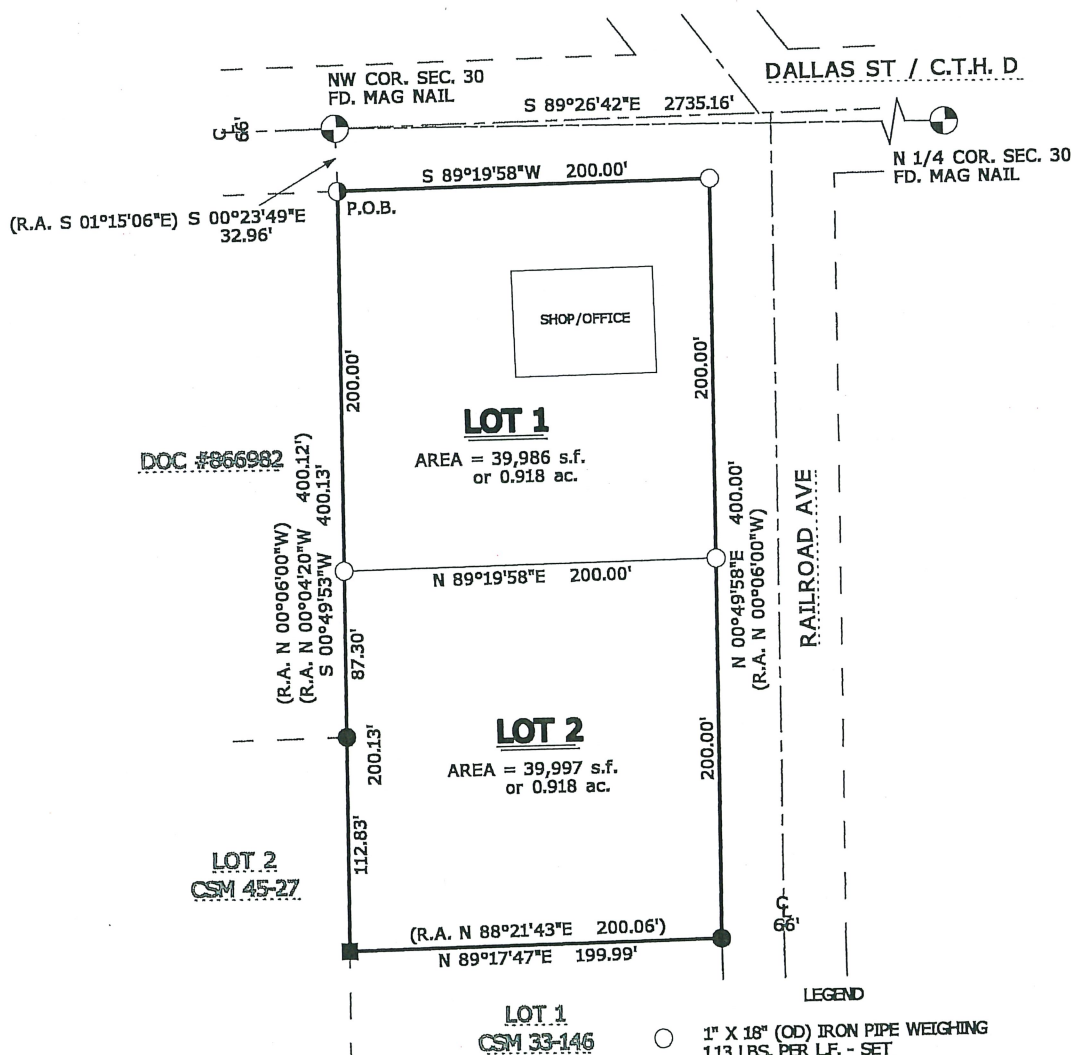 NW COR. SEC. 30
FD. MAG NAIL
DALLAS ST / C.T.H. D
S 89°26'42"E 2735.16'
CL
66'
N 1/4 COR. SEC. 30
FD. MAG NAIL
S 89°19'58"W 200.00'
(R.A. S 01°15'06"E) S 00°23'49"E
32.96'
P.O.B.
SHOP/OFFICE
200.00'
200.00'
LOT 1
AREA = 39,986 s.f.
or 0.918 ac.
DOC #866982
(R.A. N 00°06'00"W)
(R.A. N 00°04'20"W 400.12')
S 00°49'53"W 400.13'
N 00°49'58"E 400.00'
(R.A. N 00°06'00"W)
RAILROAD AVE
N 89°19'58"E 200.00'
87.30'
200.13'
112.83'
200.00'
LOT 2
AREA = 39,997 s.f.
or 0.918 ac.
LOT 2
CSM 45-27
CL
66'
(R.A. N 88°21'43"E 200.06')
N 89°17'47"E 199.99'
LOT 1
CSM 33-146
LEGEND
1" X 18" (OD) IRON PIPE WEIGHING
1.13 LBS. PER L.F. - SET